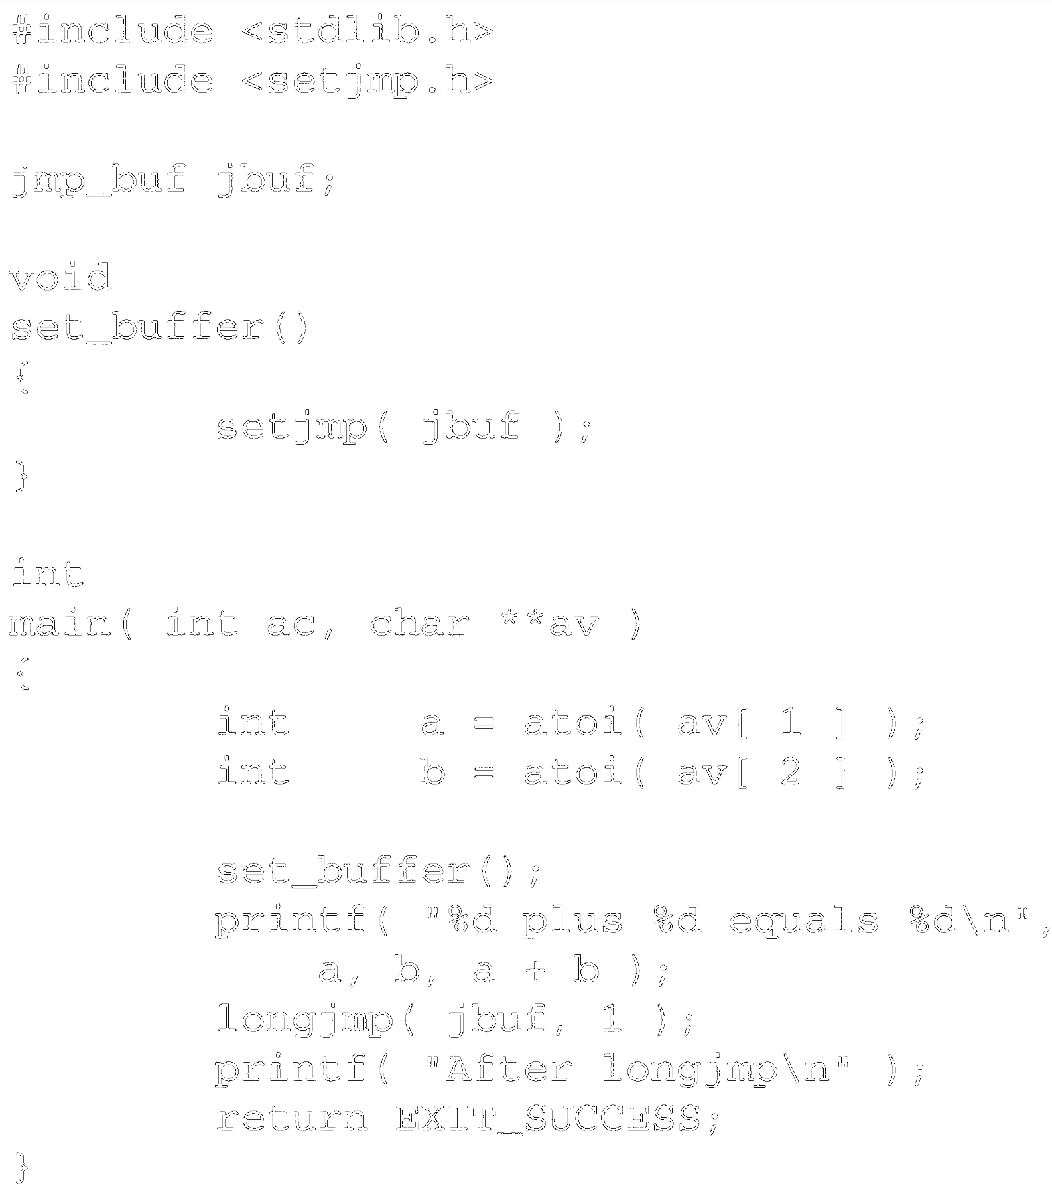 #include <stdlib.h>
#include <setjmp.h>
jmp_buf jbuf;
void
set_buffer()
{
setjmp( jbuf );
}
int
main( int ac, char **av )
{
int a = atoi( av[ 1 ] );
int b = atoi( av[ 2 ] );
set_buffer();
printf( "%d plus %d equals %d\n",
a, b, a + b );
longjmp( jbuf, 1 );
printf( "After longjmp\n" );
return EXIT_SUCCESS;
}